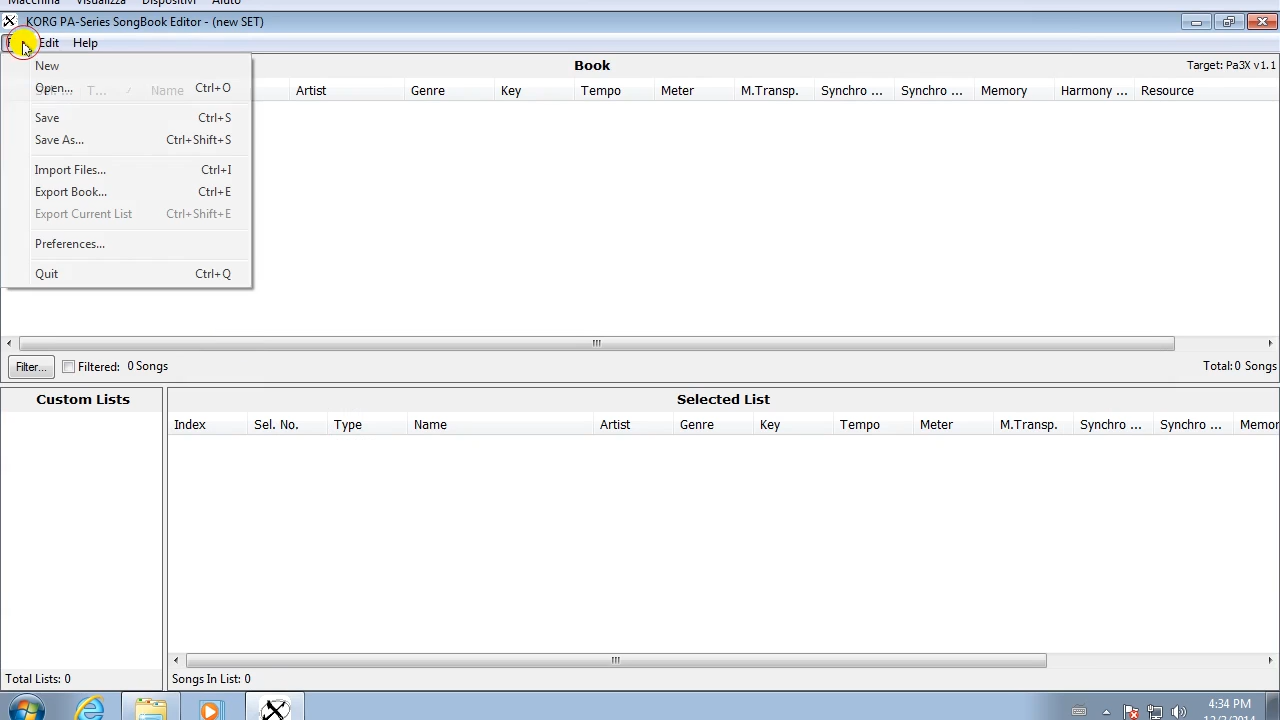 Macchina Visualizza Dispositivi Aiuto
KORG PA-Series SongBook Editor - (new SET)
Edit Help
New
Open... Ctrl+O
Save Ctrl+S
Save As... Ctrl+Shift+S
Import Files... Ctrl+I
Export Book... Ctrl+E
Export Current List Ctrl+Shift+E
Preferences...
Quit Ctrl+Q
Book
Target: Pa3X v1.1
T... Name Artist Genre Key Tempo Meter M.Transp. Synchro ... Synchro ... Memory Harmony ... Resource
Filter... Filtered: 0 Songs
Total: 0 Songs
Custom Lists
Selected List
Index Sel. No. Type Name Artist Genre Key Tempo Meter M.Transp. Synchro ... Synchro ... Memor
Total Lists: 0
Songs In List: 0
4:34 PM
12/2/2014